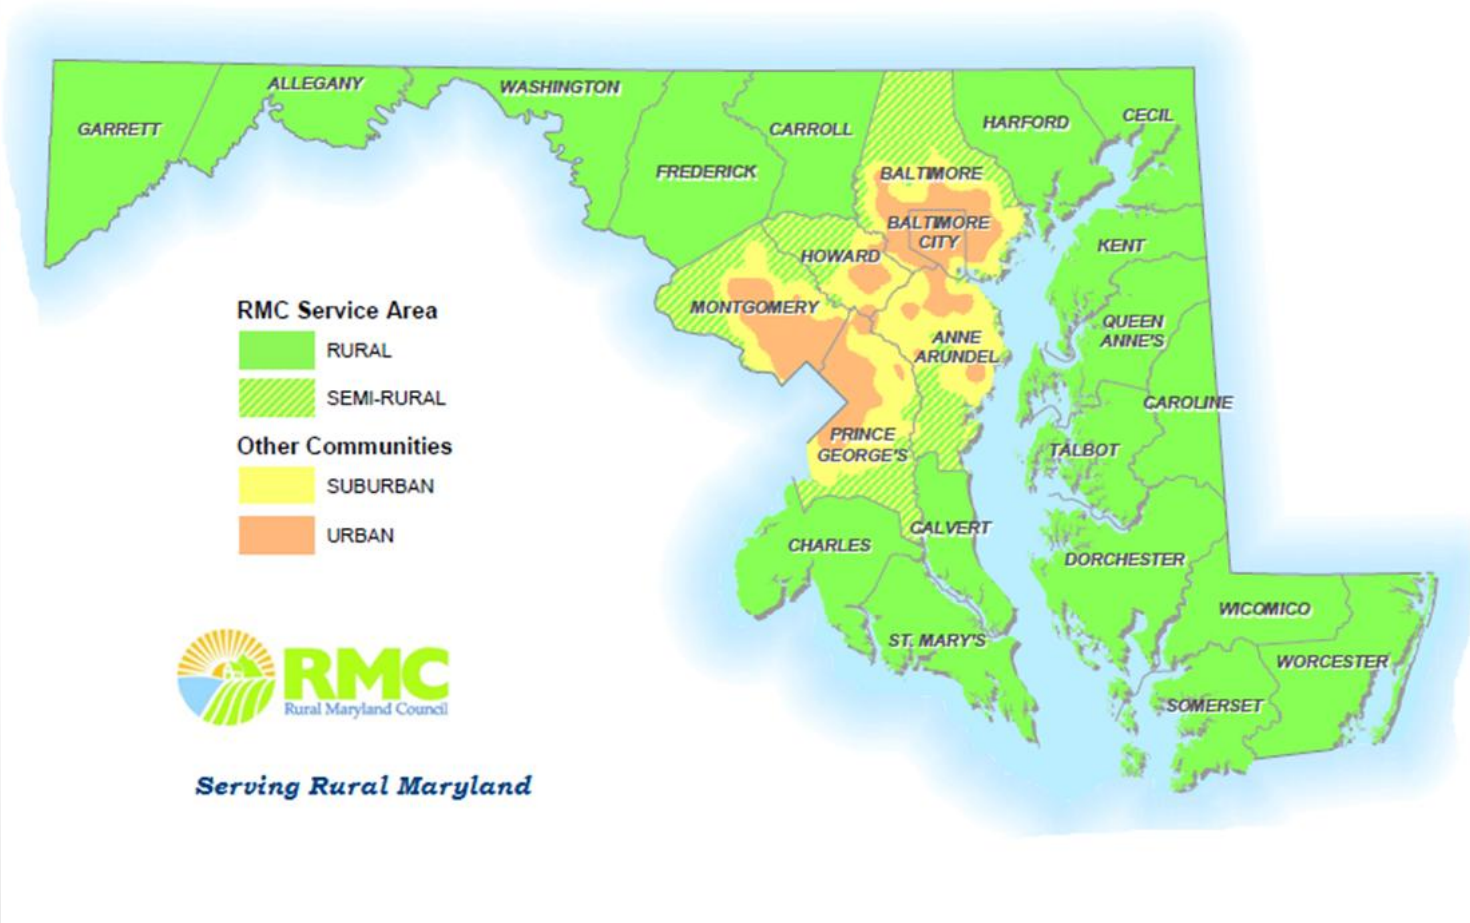 ALLEGANY
WASHINGTON
GARRETT
CARROLL
HARFORD
CECIL
FREDERICK
BALTIMORE
BALTIMORE
CITY
HOWARD
KENT
MONTGOMERY
QUEEN
ANNE'S
ANNE
ARUNDEL
CAROLINE
PRINCE
GEORGE'S
TALBOT
CALVERT
CHARLES
DORCHESTER
WICOMICO
ST. MARY'S
WORCESTER
SOMERSET
RMC Service Area
RURAL
SEMI-RURAL
Other Communities
SUBURBAN
URBAN
RMC
Rural Maryland Council
Serving Rural Maryland